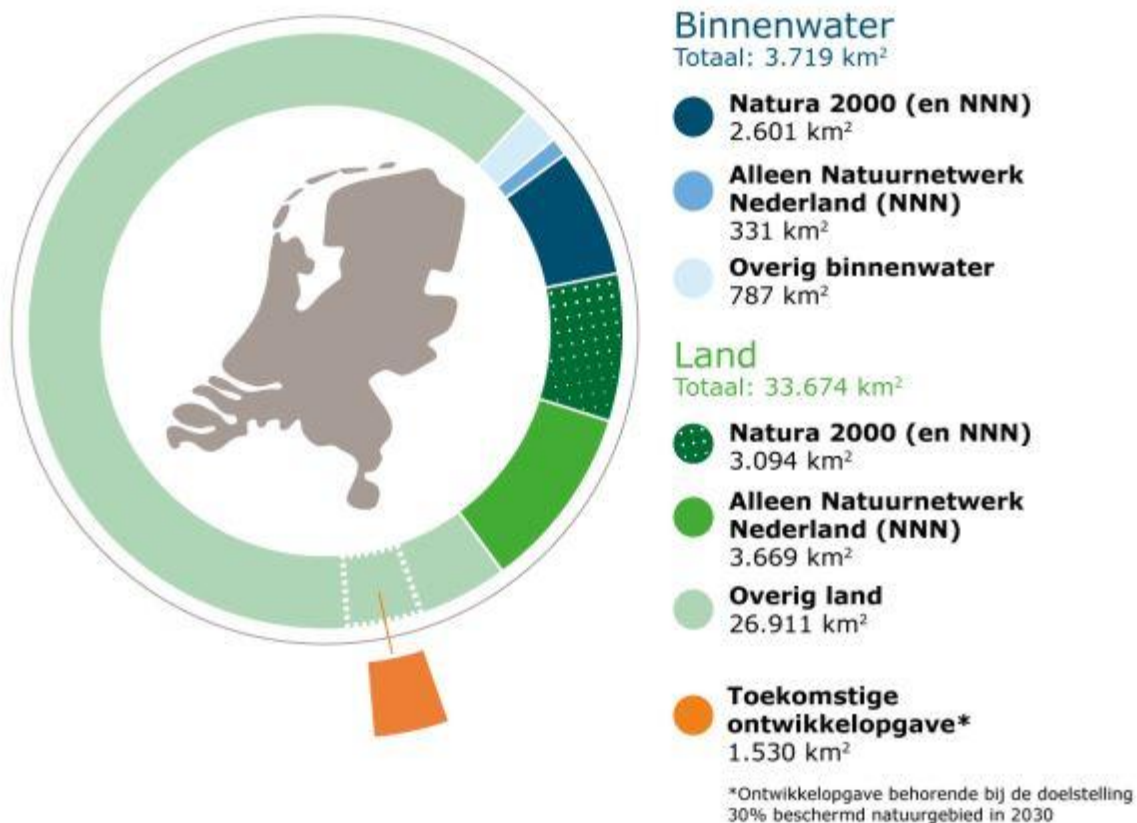 Binnenwater
Totaal: 3.719 km²
Natura 2000 (en NNN)
2.601 km²
Alleen Natuurnetwerk
Nederland (NNN)
331 km²
Overig binnenwater
787 km²
Land
Totaal: 33.674 km²
Natura 2000 (en NNN)
3.094 km²
Alleen Natuurnetwerk
Nederland (NNN)
3.669 km²
Overig land
26.911 km²
Toekomstige
ontwikkelopgave*
1.530 km²
*Ontwikkelopgave behorende bij de doelstelling
30% beschermd natuurgebied in 2030